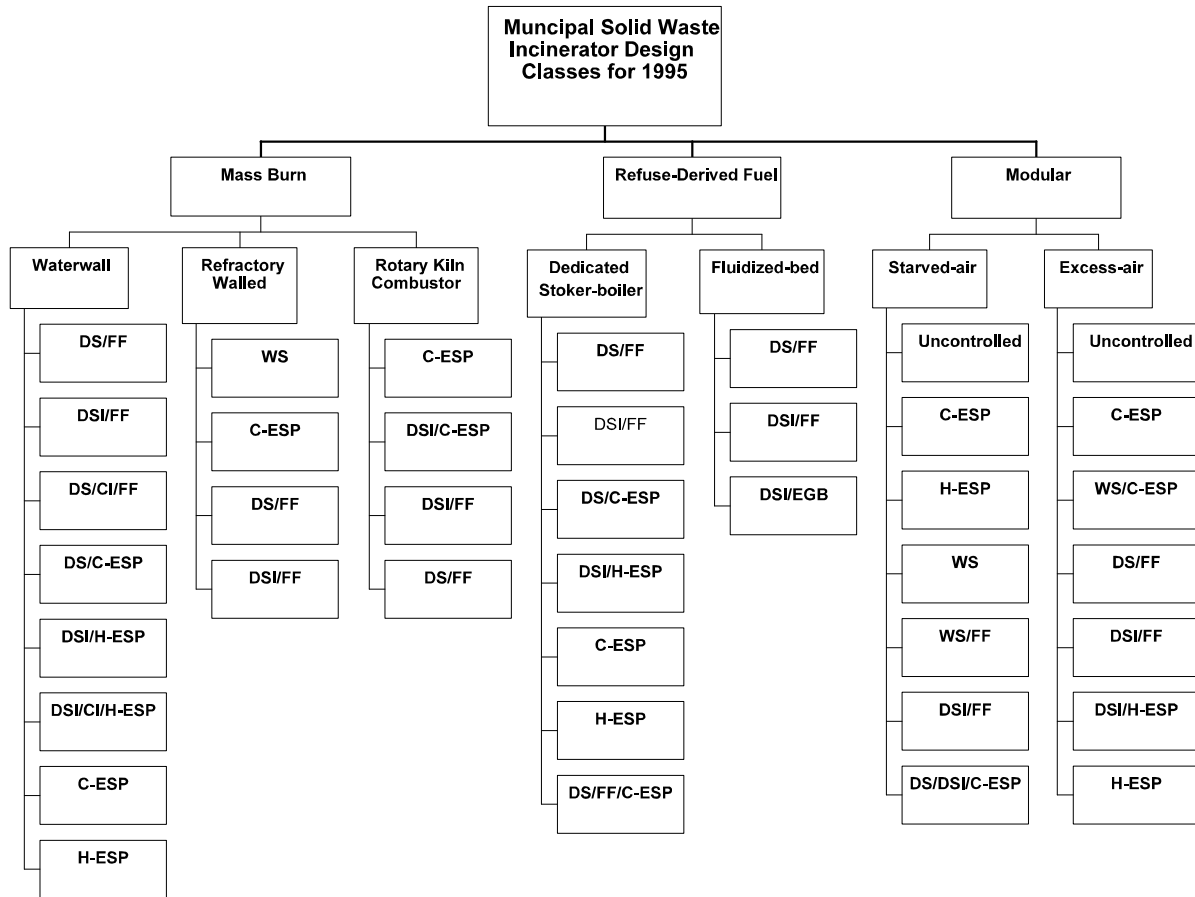 Muncipal Solid Waste
Incinerator Design
Classes for 1995
Mass Burn
Refuse-Derived Fuel
Modular
Waterwall
Refractory
Walled
Rotary Kiln
Combustor
Dedicated
Stoker-boiler
Fluidized-bed
Starved-air
Excess-air
DS/FF
DSI/FF
DS/CI/FF
DS/C-ESP
DSI/H-ESP
DSI/CI/H-ESP
C-ESP
H-ESP
WS
C-ESP
DS/FF
DSI/FF
C-ESP
DSI/C-ESP
DSI/FF
DS/FF
DS/FF
DSI/FF
DS/C-ESP
DSI/H-ESP
C-ESP
H-ESP
DS/FF/C-ESP
DS/FF
DSI/FF
DSI/EGB
Uncontrolled
C-ESP
H-ESP
WS
WS/FF
DSI/FF
DS/DSI/C-ESP
Uncontrolled
C-ESP
WS/C-ESP
DS/FF
DSI/FF
DSI/H-ESP
H-ESP